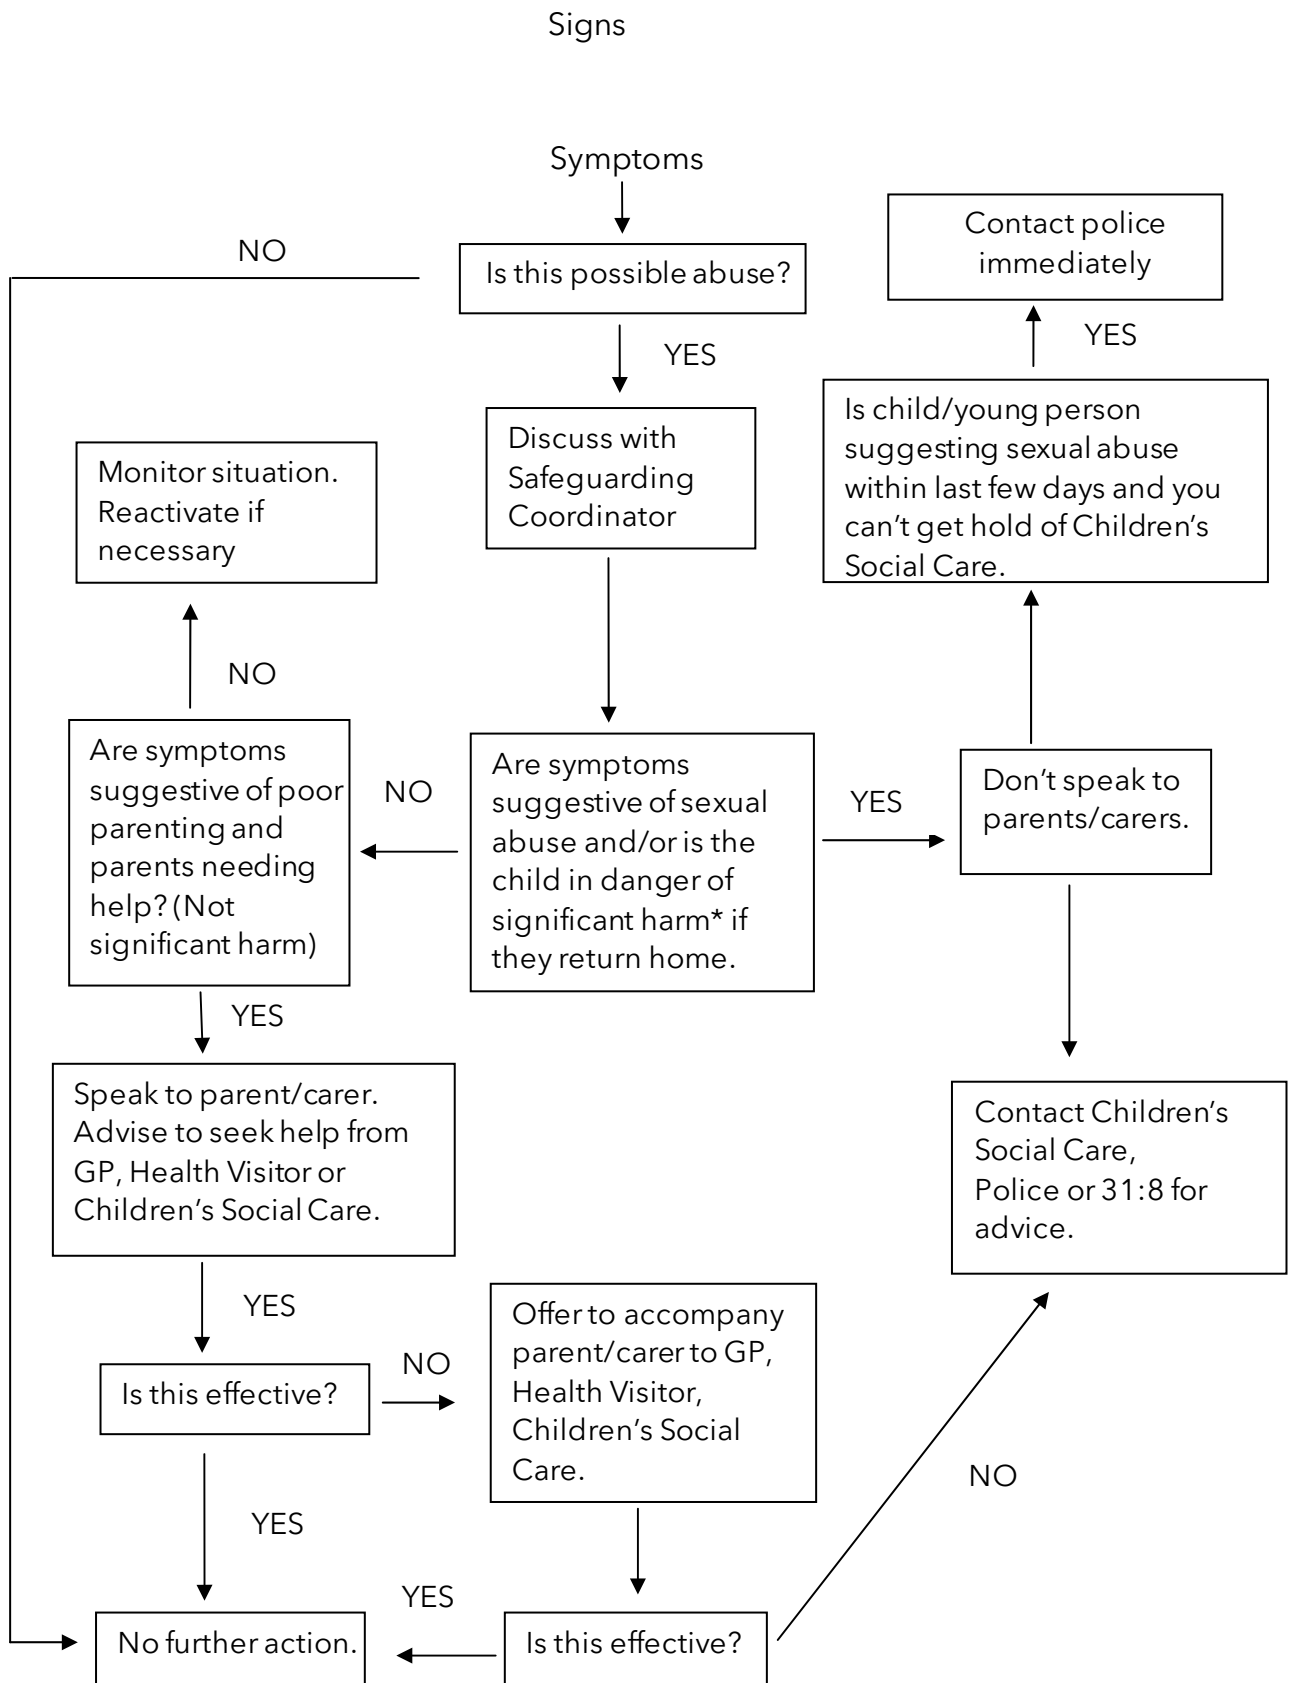 Signs
Symptoms
NO
Is this possible abuse?
Contact police
immediately
YES
YES
Is child/young person
suggesting sexual abuse
within last few days and you
can’t get hold of Children’s
Social Care.
Discuss with
Safeguarding
Coordinator
Monitor situation.
Reactivate if
necessary
NO
Are symptoms
suggestive of poor
parenting and
parents needing
help? (Not
significant harm)
NO
Are symptoms
suggestive of sexual
abuse and/or is the
child in danger of
significant harm* if
they return home.
YES
Don’t speak to
parents/carers.
YES
Speak to parent/carer.
Advise to seek help from
GP, Health Visitor or
Children’s Social Care.
Contact Children’s
Social Care,
Police or 31:8 for
advice.
YES
Is this effective?
NO
Offer to accompany
parent/carer to GP,
Health Visitor,
Children’s Social
Care.
NO
YES
YES
No further action.
Is this effective?